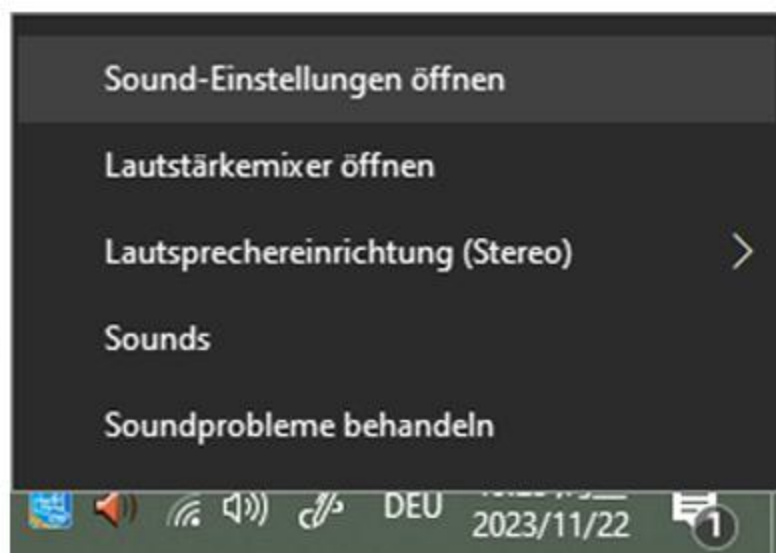 Sound-Einstellungen öffnen
Lautstärkemixer öffnen
Lautsprechereinrichtung (Stereo)
Sounds
Soundprobleme behandeln
DEU
2023/11/22
1